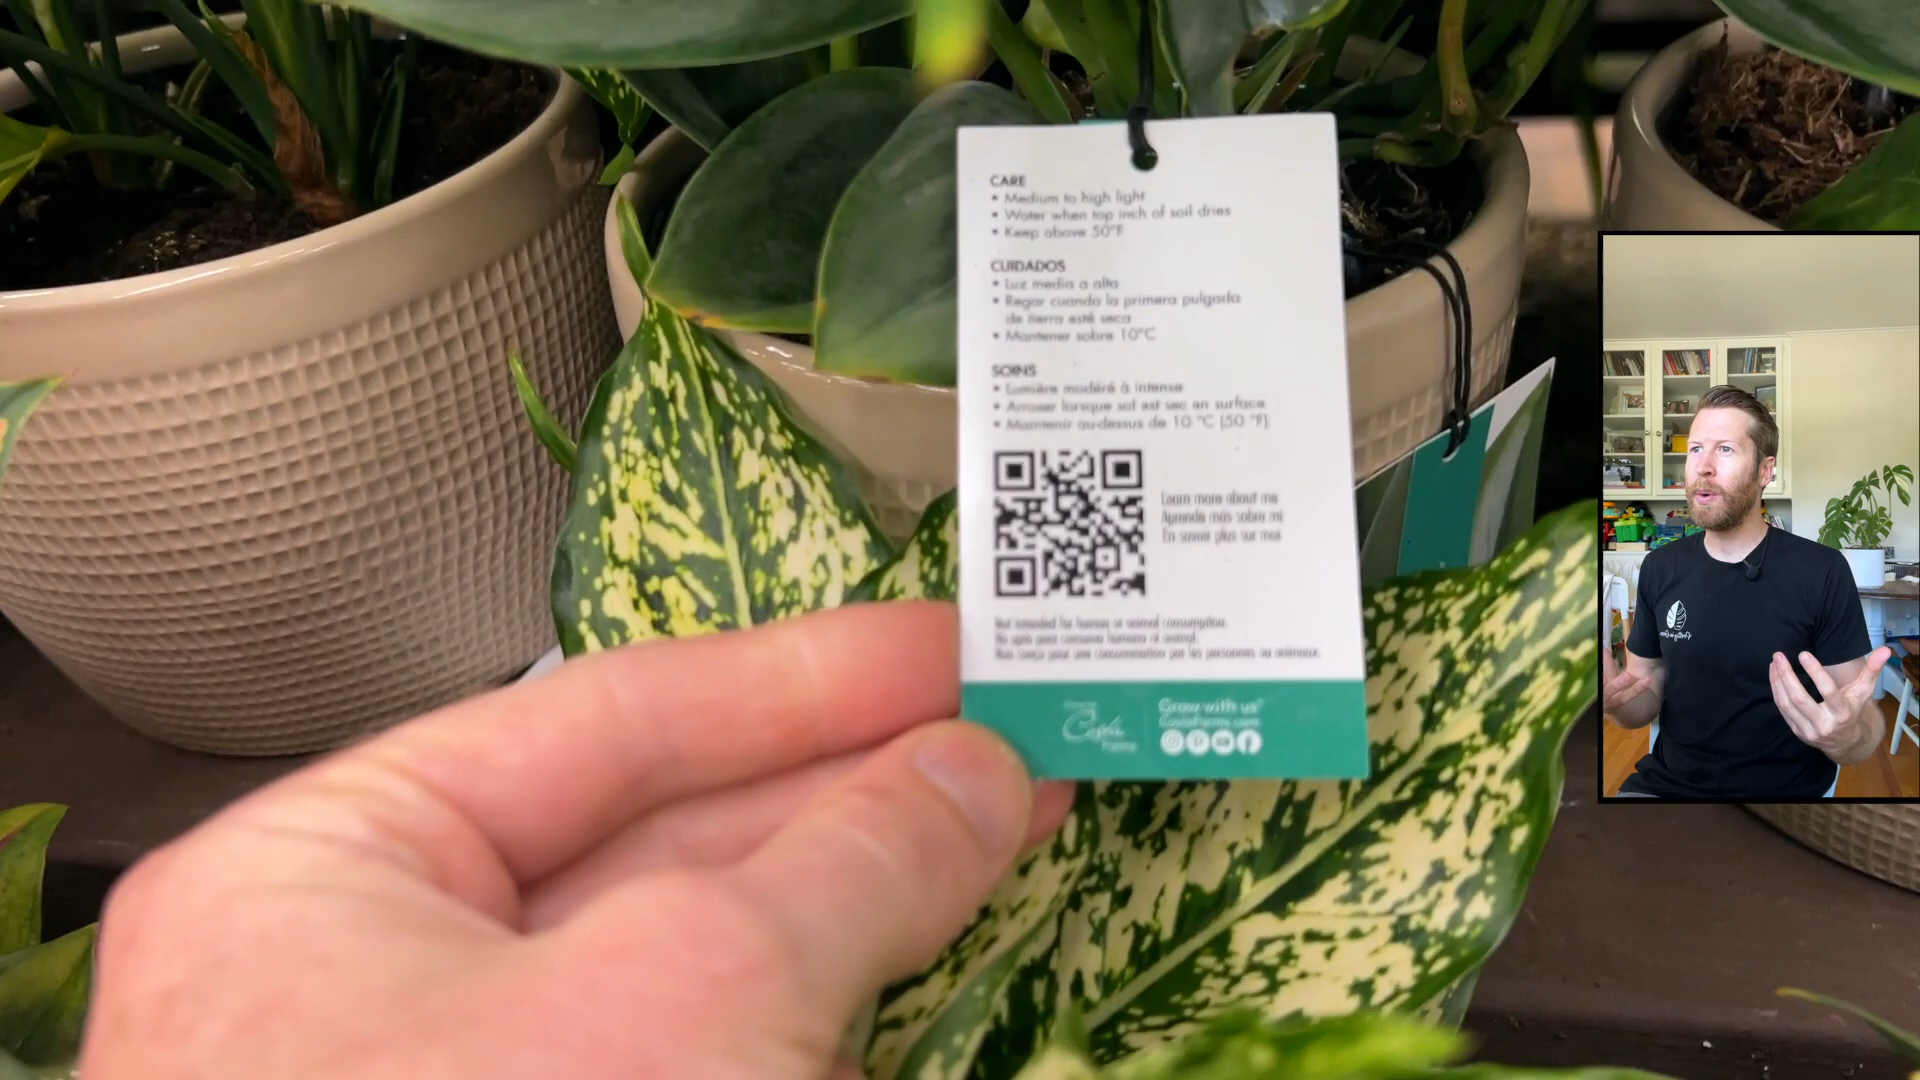 CARE
• Medium to high light
• Water when top inch of soil dries
• Keep above 50°F
CUIDADOS
• Luz media a alta
• Regar cuando la primera pulgada
de tierra esté seca
• Mantener sobre 10°C
SOINS
• Lumière modéré à intense
• Arroser lorsque sol est sec en surface
• Maintenir au-dessus de 10 °C (50 °F)
Learn more about me
Aprende más sobre mí
En savoir plus sur moi
Not intended for human or animal consumption.
No apto para consumo humano ni animal.
Non conçu pour une consommation par les personnes ou animaux.
Costa Farms
Grow with us
CostaFarms.com